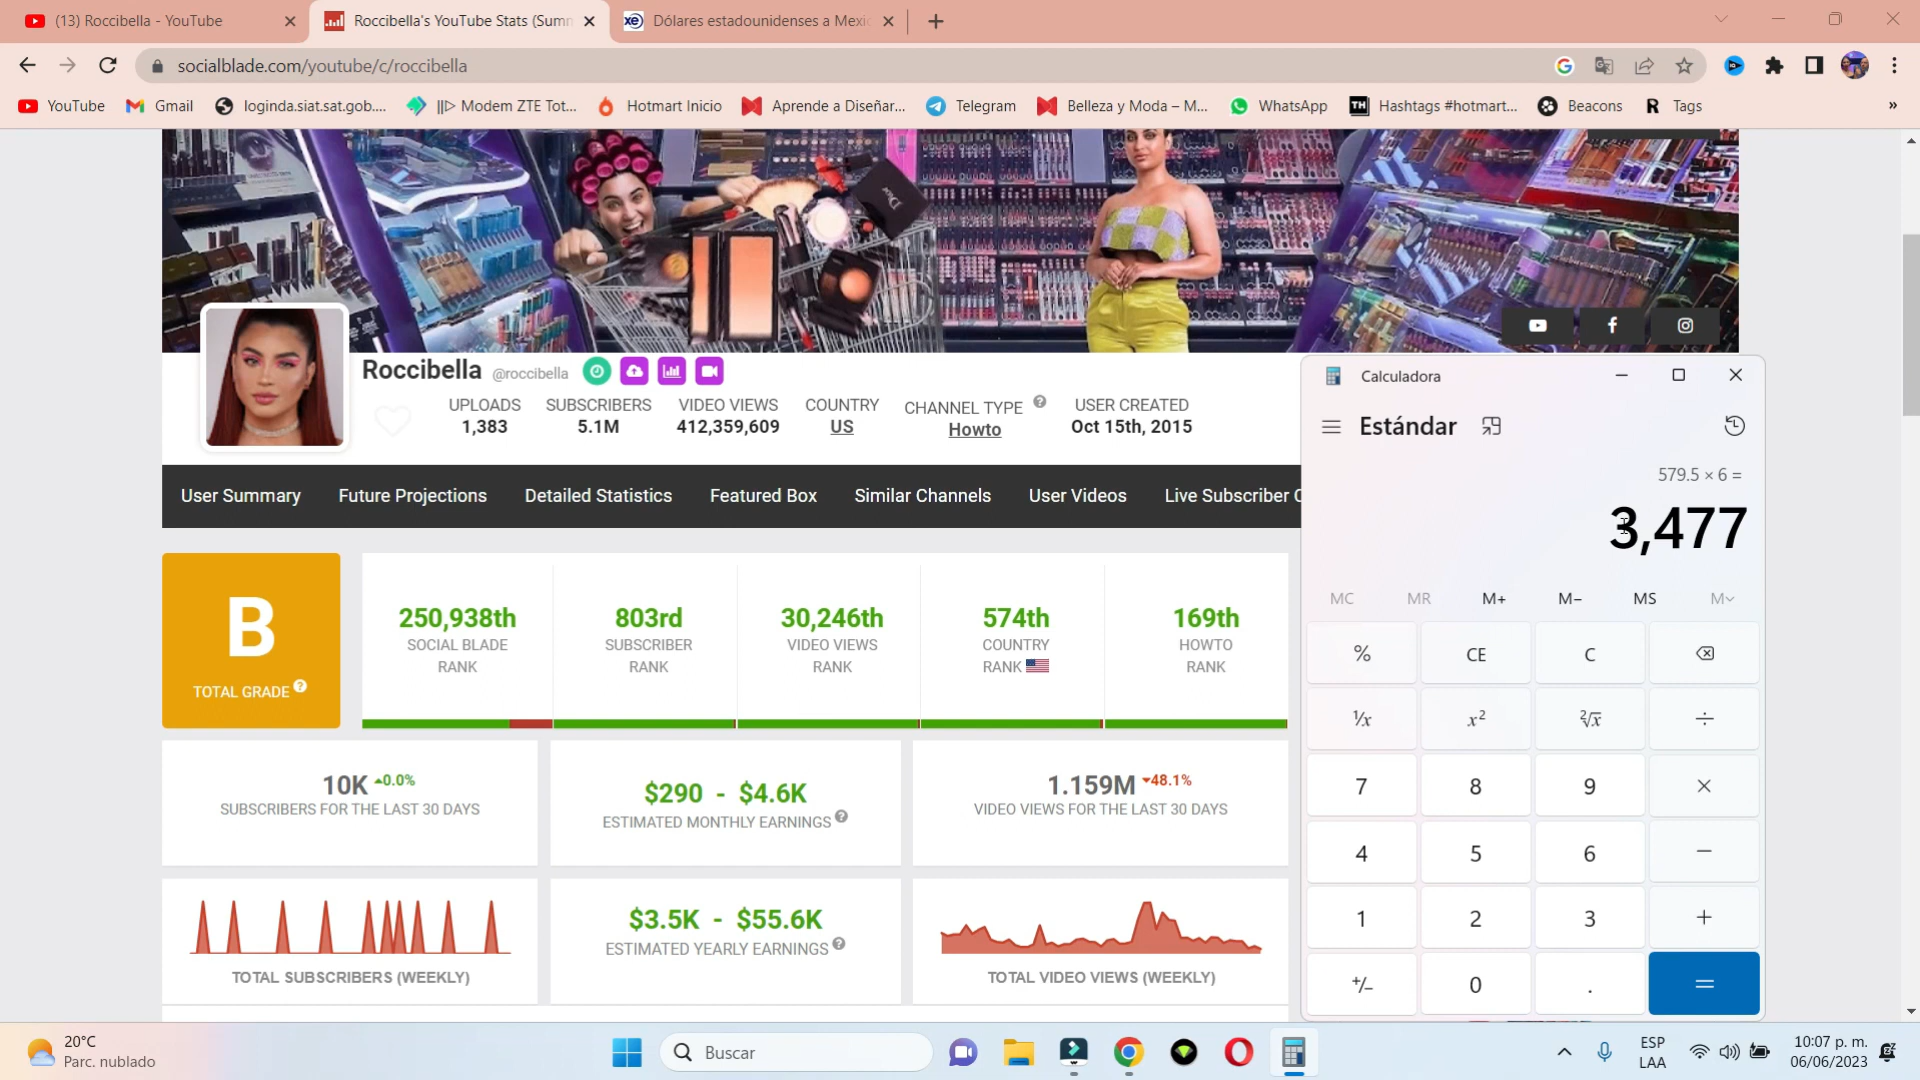 (13) Roccibella - YouTube
Roccibella's YouTube Stats (Summ
Dólares estadounidenses a Mexic
socialblade.com/youtube/c/roccibella
YouTube
Gmail
loginda.siat.sat.gob....
||▷ Modem ZTE Tot...
Hotmart Inicio
Aprende a Diseñar...
Telegram
Belleza y Moda – M...
WhatsApp
TH
Hashtags #hotmart...
Beacons
R
Tags
»
Dior
Roccibella @roccibella
UPLOADS
1,383
SUBSCRIBERS
5.1M
VIDEO VIEWS
412,359,609
COUNTRY
US
CHANNEL TYPE ?
Howto
USER CREATED
Oct 15th, 2015
User Summary
Future Projections
Detailed Statistics
Featured Box
Similar Channels
User Videos
Live Subscriber C
B
TOTAL GRADE ?
250,938th
SOCIAL BLADE
RANK
803rd
SUBSCRIBER
RANK
30,246th
VIDEO VIEWS
RANK
574th
COUNTRY
RANK
169th
HOWTO
RANK
10K 0.0%
SUBSCRIBERS FOR THE LAST 30 DAYS
$290 - $4.6K
ESTIMATED MONTHLY EARNINGS ?
1.159M 48.1%
VIDEO VIEWS FOR THE LAST 30 DAYS
TOTAL SUBSCRIBERS (WEEKLY)
$3.5K - $55.6K
ESTIMATED YEARLY EARNINGS ?
TOTAL VIDEO VIEWS (WEEKLY)
Calculadora
Estándar
579.5 × 6 =
3,477
MC MR M+ M− MS M˅
% CE C
¹/x x² ²√x ÷
7 8 9 ×
4 5 6 −
1 2 3 +
+/− 0 . =
20°C
Parc. nublado
Buscar
ESP
LAA
10:07 p. m.
06/06/2023